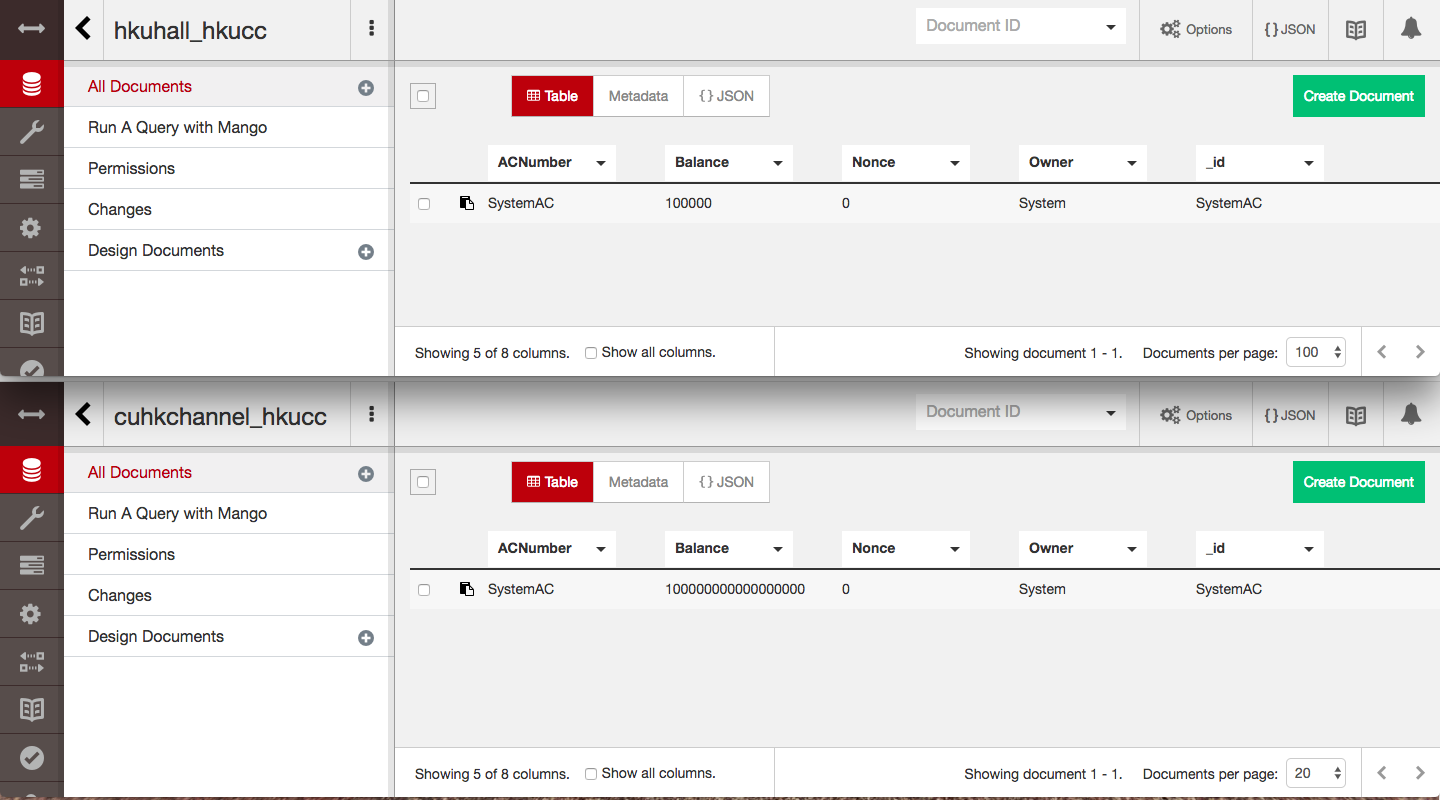 hkuhall_hkucc
Document ID
Options
{ } JSON
All Documents
Run A Query with Mango
Permissions
Changes
Design Documents
Table
Metadata
{ } JSON
Create Document
ACNumber Balance Nonce Owner _id
SystemAC 100000 0 System SystemAC
Showing 5 of 8 columns. Show all columns. Showing document 1 - 1. Documents per page: 100
cuhkchannel_hkucc
Document ID
Options
{ } JSON
All Documents
Run A Query with Mango
Permissions
Changes
Design Documents
Table
Metadata
{ } JSON
Create Document
ACNumber Balance Nonce Owner _id
SystemAC 100000000000000000 0 System SystemAC
Showing 5 of 8 columns. Show all columns. Showing document 1 - 1. Documents per page: 20